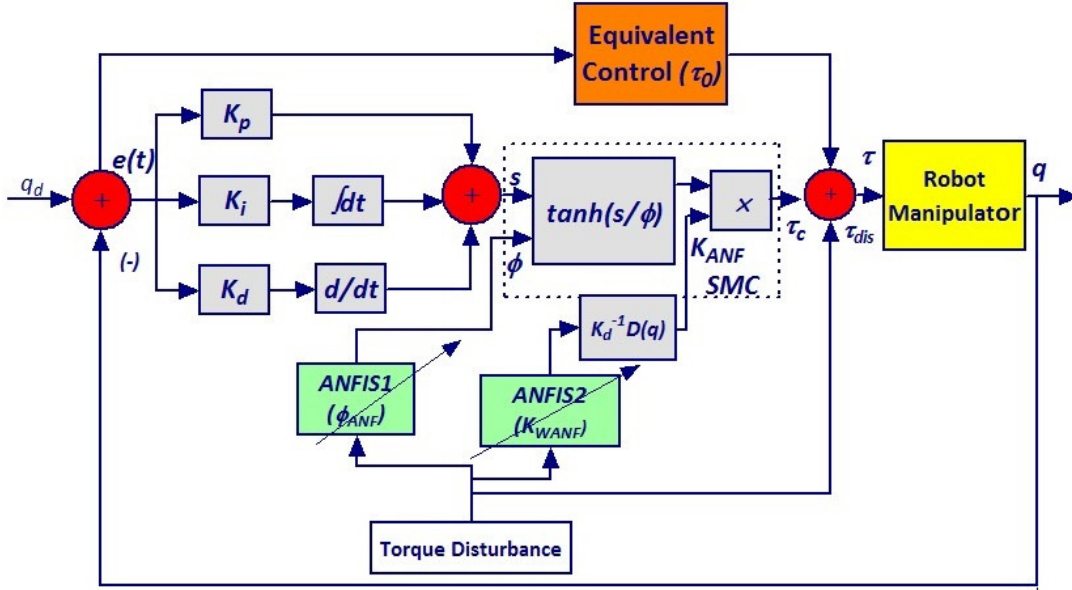 Equivalent
Control (τ0)
Kp
e(t)
qd
+
Ki
∫dt
+
s
tanh(s/ϕ)
×
τc
+
τ
τdis
Robot
Manipulator
q
(-)
Kd
d/dt
ϕ
KANF
SMC
Kd-1D(q)
ANFIS1
(ϕANF)
ANFIS2
(KWANF)
Torque Disturbance